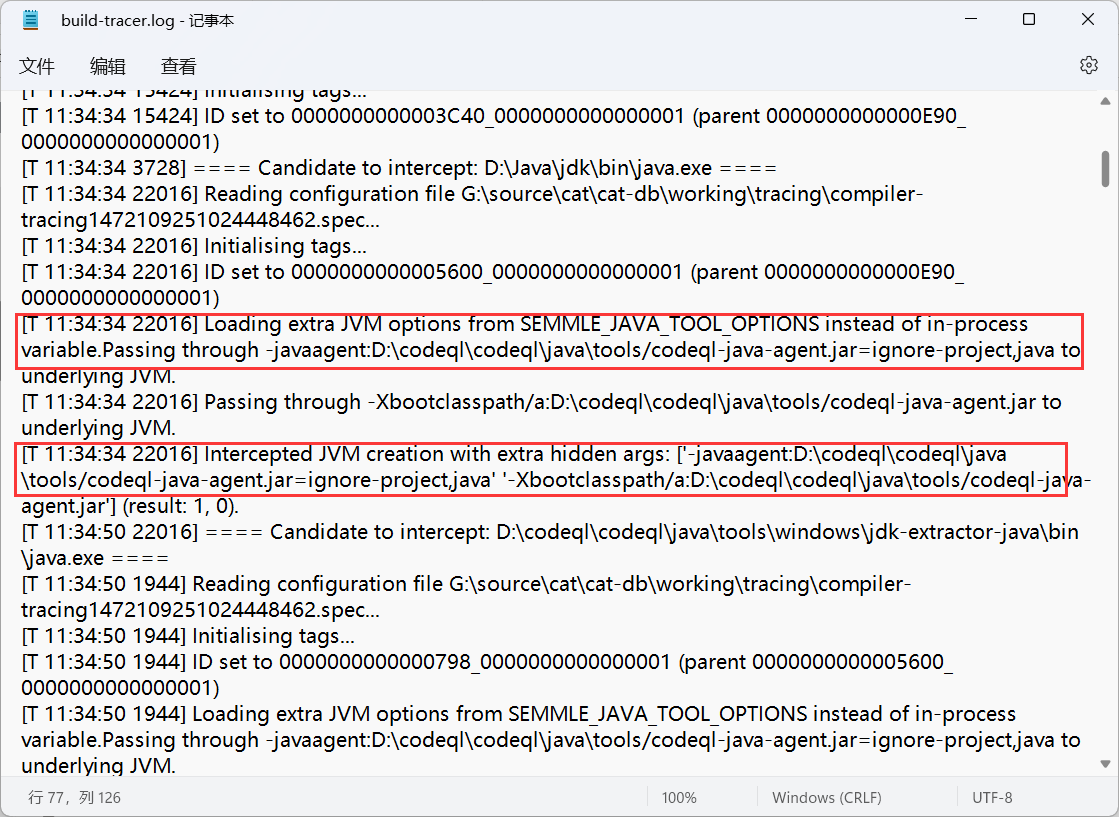 build-tracer.log - 记事本
文件 编辑 查看
[T 11:34:34 15424] Initialising tags...
[T 11:34:34 15424] ID set to 0000000000003C40_0000000000000001 (parent 0000000000000E90_
0000000000000001)
[T 11:34:34 3728] ==== Candidate to intercept: D:\Java\jdk\bin\java.exe ====
[T 11:34:34 22016] Reading configuration file G:\source\cat\cat-db\working\tracing\compiler-
tracing1472109251024448462.spec...
[T 11:34:34 22016] Initialising tags...
[T 11:34:34 22016] ID set to 0000000000005600_0000000000000001 (parent 0000000000000E90_
0000000000000001)
[T 11:34:34 22016] Loading extra JVM options from SEMMLE_JAVA_TOOL_OPTIONS instead of in-process
variable.Passing through -javaagent:D:\codeql\codeql\java\tools/codeql-java-agent.jar=ignore-project,java to
underlying JVM.
[T 11:34:34 22016] Passing through -Xbootclasspath/a:D:\codeql\codeql\java\tools/codeql-java-agent.jar to
underlying JVM.
[T 11:34:34 22016] Intercepted JVM creation with extra hidden args: ['-javaagent:D:\codeql\codeql\java
\tools/codeql-java-agent.jar=ignore-project,java' '-Xbootclasspath/a:D:\codeql\codeql\java\tools/codeql-java-
agent.jar'] (result: 1, 0).
[T 11:34:50 22016] ==== Candidate to intercept: D:\codeql\codeql\java\tools\windows\jdk-extractor-java\bin
\java.exe ====
[T 11:34:50 1944] Reading configuration file G:\source\cat\cat-db\working\tracing\compiler-
tracing1472109251024448462.spec...
[T 11:34:50 1944] Initialising tags...
[T 11:34:50 1944] ID set to 0000000000000798_0000000000000001 (parent 0000000000005600_
0000000000000001)
[T 11:34:50 1944] Loading extra JVM options from SEMMLE_JAVA_TOOL_OPTIONS instead of in-process
variable.Passing through -javaagent:D:\codeql\codeql\java\tools/codeql-java-agent.jar=ignore-project,java to
underlying JVM.
行 77，列 126 100% Windows (CRLF) UTF-8